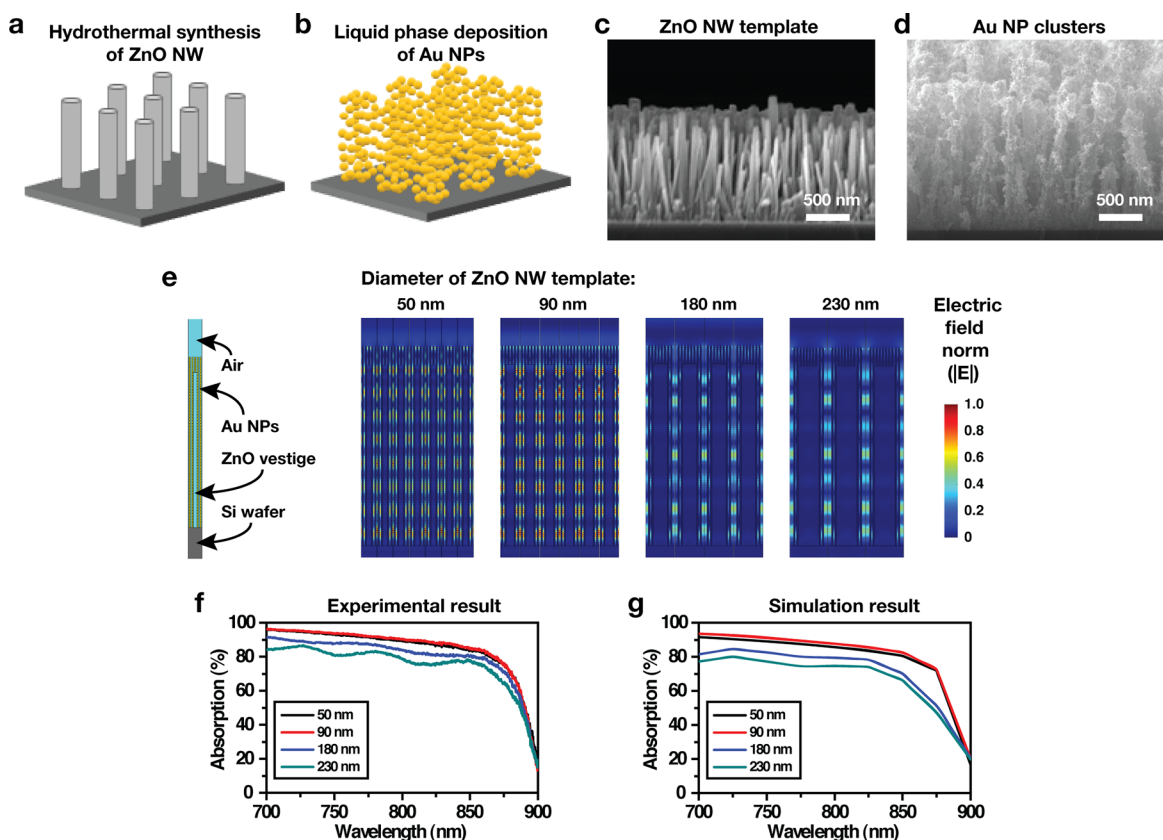 a
Hydrothermal synthesis
of ZnO NW
b
Liquid phase deposition
of Au NPs
c
ZnO NW template
500 nm
d
Au NP clusters
500 nm
e
Air
Au NPs
ZnO vestige
Si wafer
Diameter of ZnO NW template:
50 nm
90 nm
180 nm
230 nm
Electric
field
norm
(|E|)
1.0
0.8
0.6
0.4
0.2
0
f
Experimental result
Absorption (%)
100
80
60
40
20
0
50 nm
90 nm
180 nm
230 nm
700 750 800 850 900
Wavelength (nm)
g
Simulation result
Absorption (%)
100
80
60
40
20
0
50 nm
90 nm
180 nm
230 nm
700 750 800 850 900
Wavelength (nm)